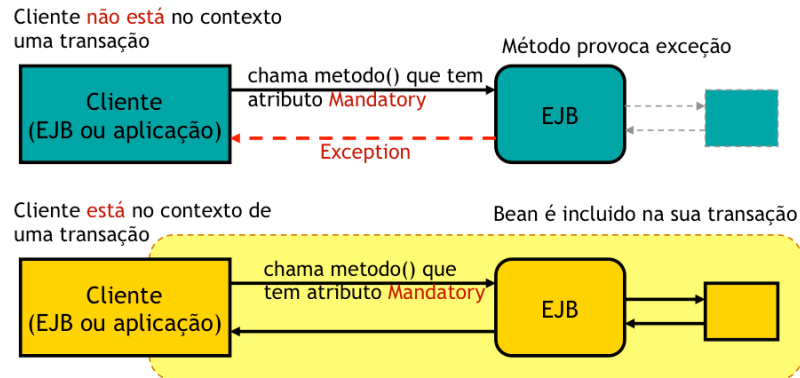 Cliente não está no contexto
uma transação
Método provoca exceção
chama metodo() que tem
atributo Mandatory
Cliente
(EJB ou aplicação)
EJB
Exception
Cliente está no contexto de
uma transação
Bean é incluido na sua transação
chama metodo() que
tem atributo Mandatory
Cliente
(EJB ou aplicação)
EJB